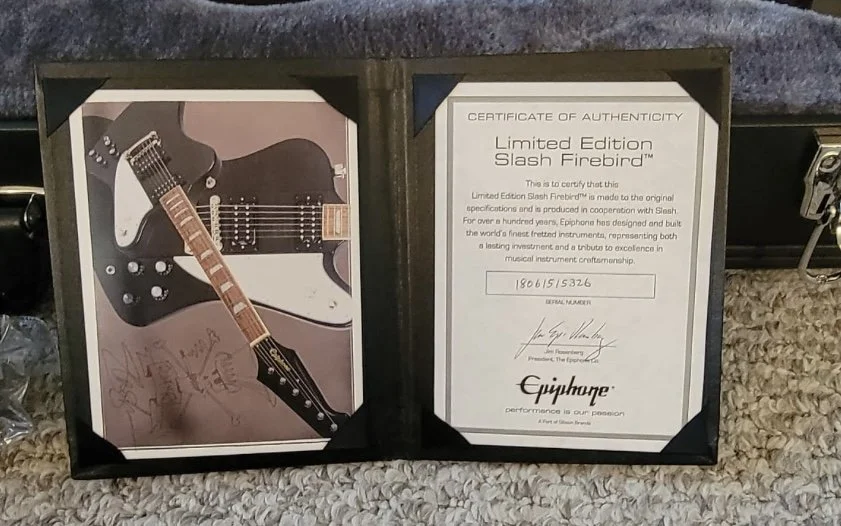 Epiphone
CERTIFICATE OF AUTHENTICITY
Limited Edition
Slash Firebird™
This is to certify that this
Limited Edition Slash Firebird™ is made to the original
specifications and is produced in cooperation with Slash.
For over a hundred years, Epiphone has designed and built
the world's finest fretted instruments, representing both
a lasting investment and a tribute to excellence in
musical instrument craftsmanship.
18061515326
SERIAL NUMBER
Jim Rosenberg
President, The Epiphone Co.
Epiphone
performance is our passion
A Part of Gibson Brands